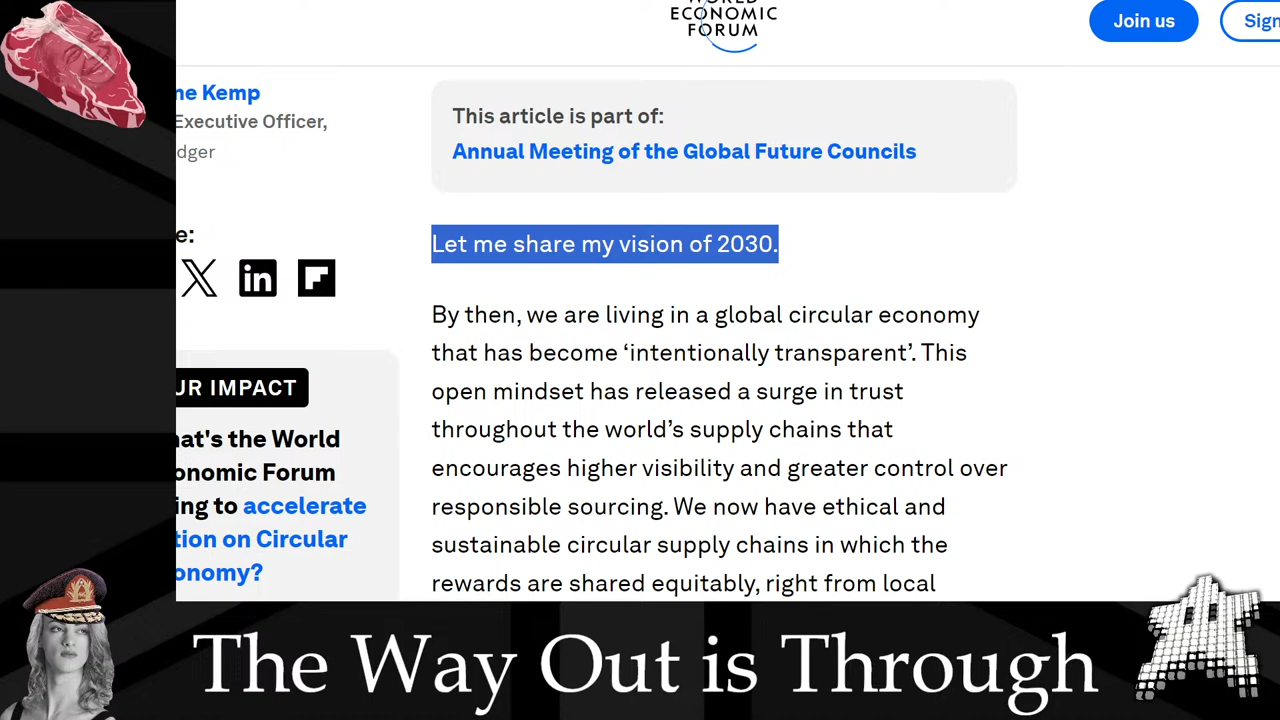 WORLD
ECONOMIC
FORUM
Join us
Sign
ne Kemp
Executive Officer,
dger
This article is part of:
Annual Meeting of the Global Future Councils
e:
Let me share my vision of 2030.
By then, we are living in a global circular economy
that has become ‘intentionally transparent’. This
open mindset has released a surge in trust
throughout the world’s supply chains that
encourages higher visibility and greater control over
responsible sourcing. We now have ethical and
sustainable circular supply chains in which the
rewards are shared equitably, right from local
UR IMPACT
hat's the World
onomic Forum
ing to accelerate
tion on Circular
onomy?
The Way Out is Through